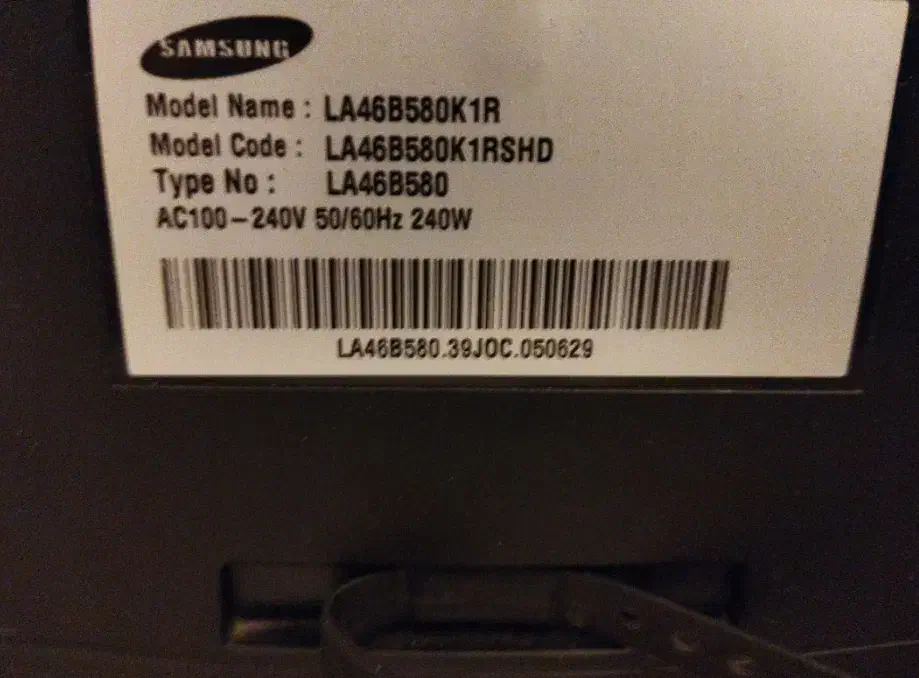 SAMSUNG
Model Name : LA46B580K1R
Model Code : LA46B580K1RSHD
Type No : LA46B580
AC100-240V 50/60Hz 240W
LA46B580.39JOC.050629